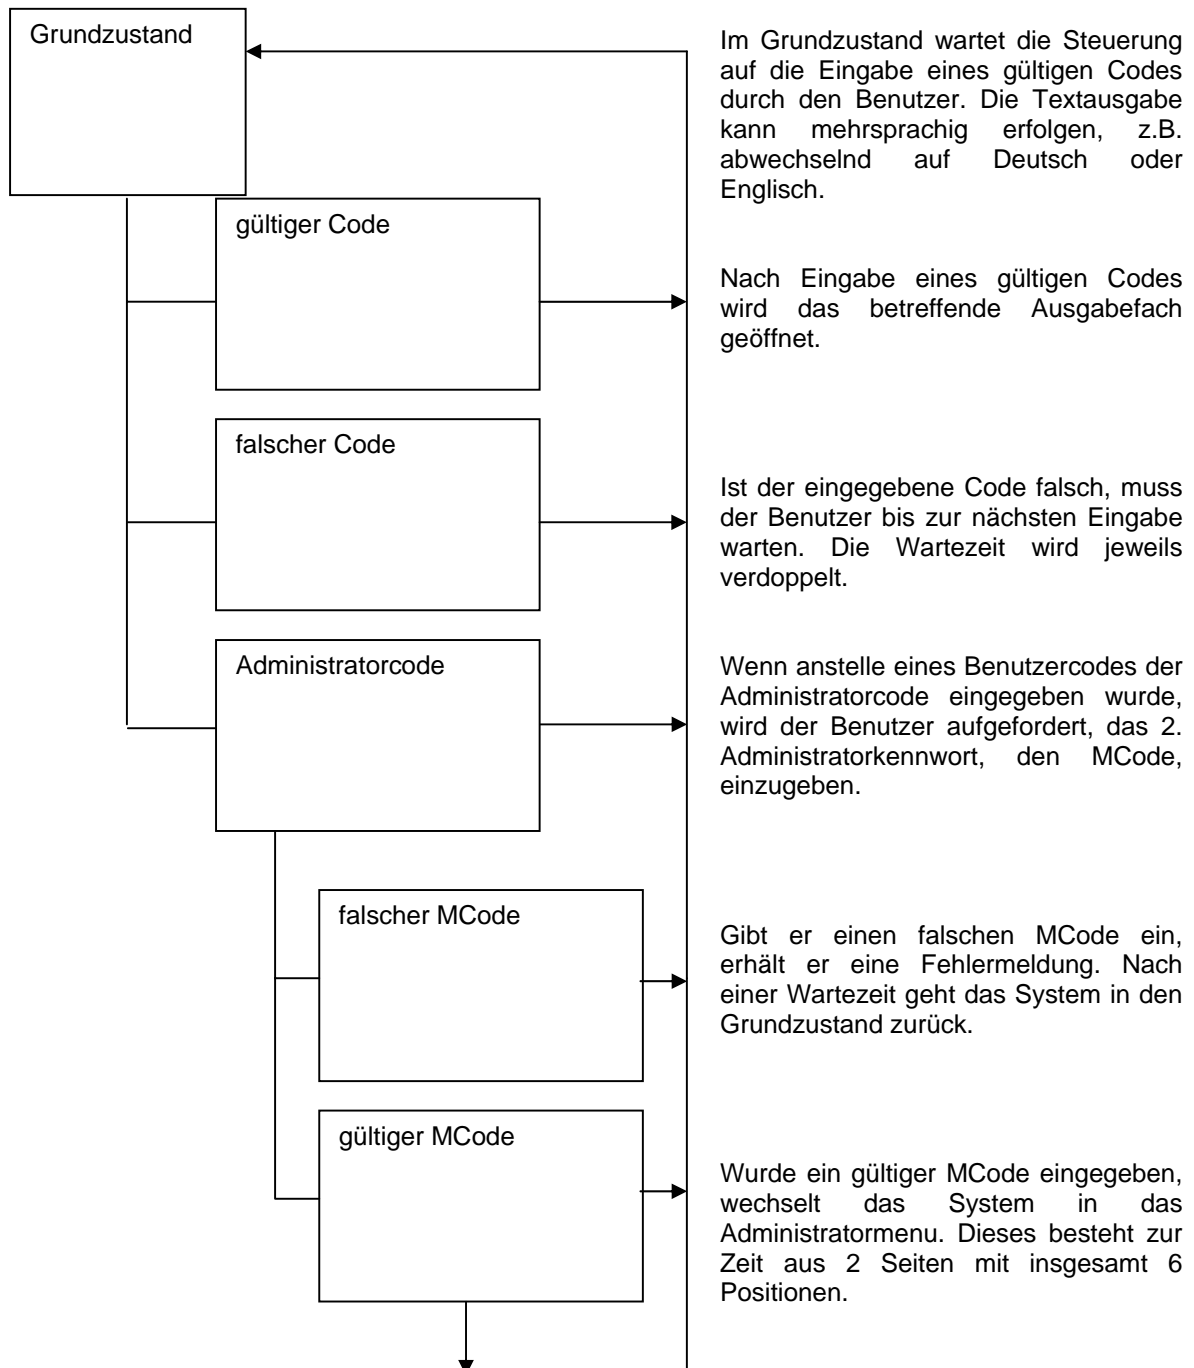 Grundzustand
Im Grundzustand wartet die Steuerung
auf die Eingabe eines gültigen Codes
durch den Benutzer. Die Textausgabe
kann mehrsprachig erfolgen, z.B.
abwechselnd auf Deutsch oder
Englisch.
gültiger Code
Nach Eingabe eines gültigen Codes
wird das betreffende Ausgabefach
geöffnet.
falscher Code
Ist der eingegebene Code falsch, muss
der Benutzer bis zur nächsten Eingabe
warten. Die Wartezeit wird jeweils
verdoppelt.
Administratorcode
Wenn anstelle eines Benutzercodes der
Administratorcode eingegeben wurde,
wird der Benutzer aufgefordert, das 2.
Administratorkennwort, den MCode,
einzugeben.
falscher MCode
Gibt er einen falschen MCode ein,
erhält er eine Fehlermeldung. Nach
einer Wartezeit geht das System in den
Grundzustand zurück.
gültiger MCode
Wurde ein gültiger MCode eingegeben,
wechselt das System in das
Administratormenu. Dieses besteht zur
Zeit aus 2 Seiten mit insgesamt 6
Positionen.